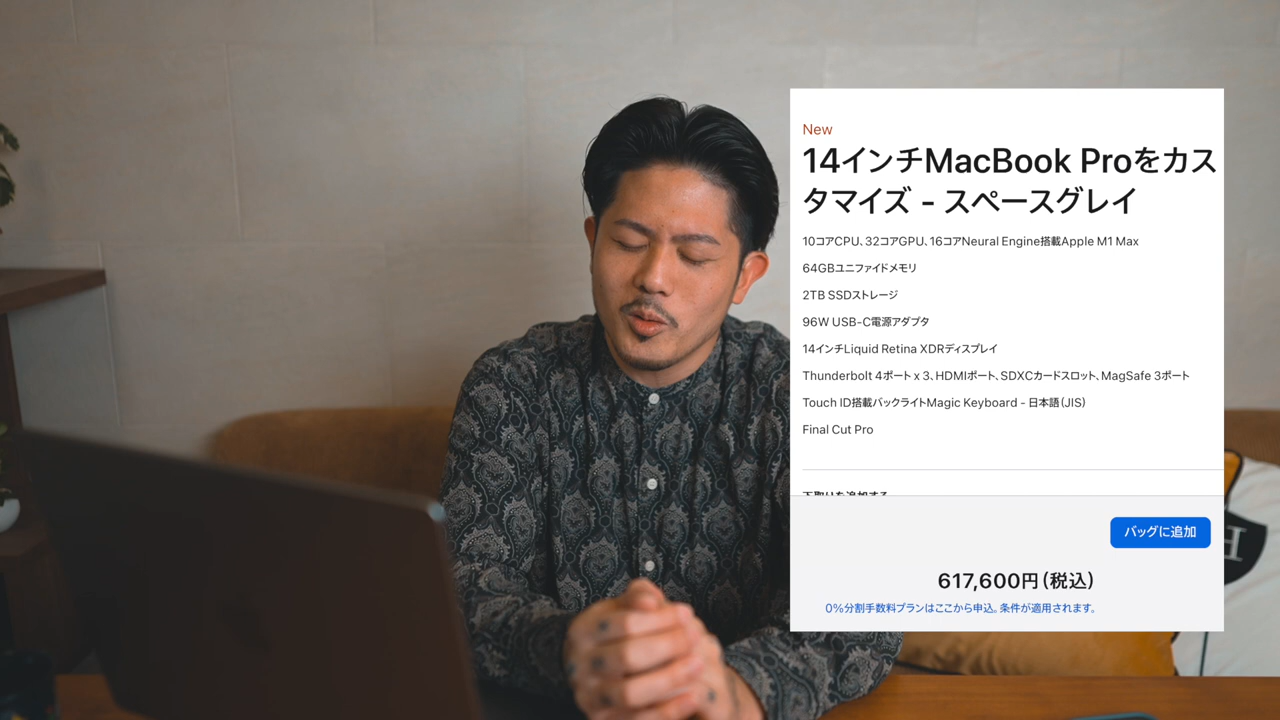 New
14インチMacBook Proをカス
タマイズ - スペースグレイ
10コアCPU、32コアGPU、16コアNeural Engine搭載Apple M1 Max
64GBユニファイドメモリ
2TB SSDストレージ
96W USB-C電源アダプタ
14インチLiquid Retina XDRディスプレイ
Thunderbolt 4ポート x 3、HDMIポート、SDXCカードスロット、MagSafe 3ポート
Touch ID搭載バックライトMagic Keyboard - 日本語(JIS)
Final Cut Pro
下取りを追加する
バッグに追加
617,600円(税込)
0%分割手数料プランはここから申込。条件が適用されます。
H